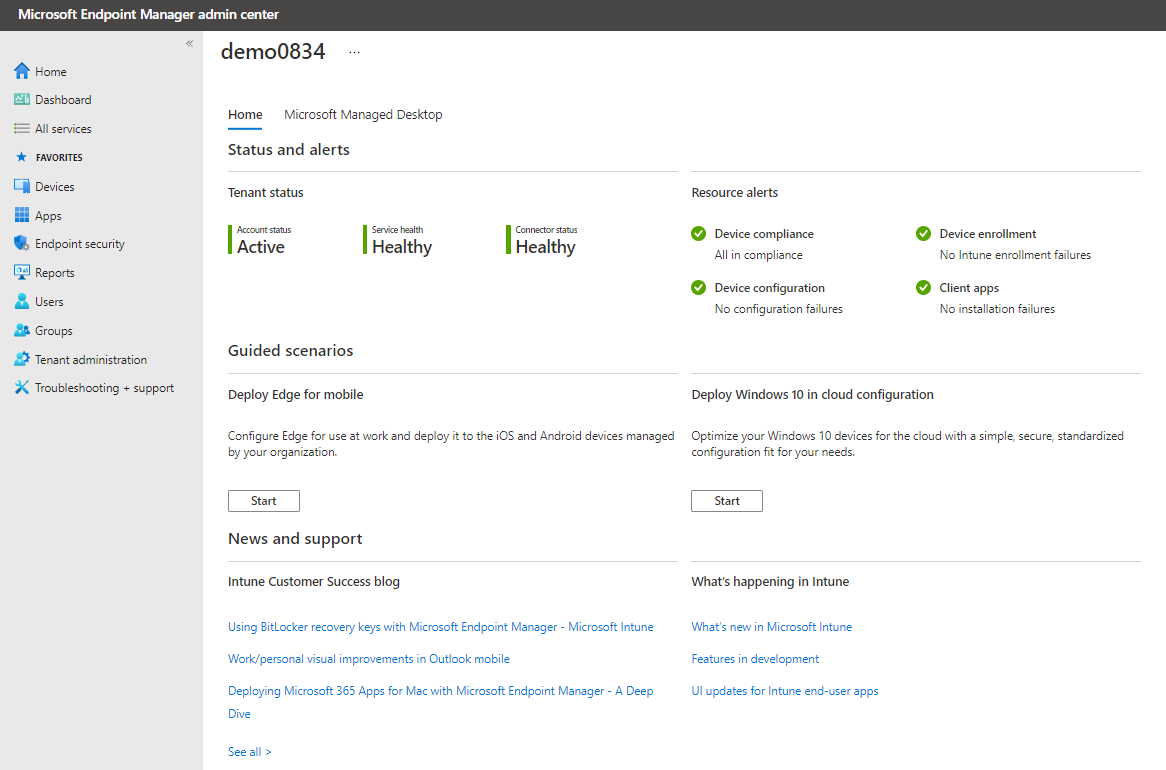 Microsoft Endpoint Manager admin center
«
Home
Dashboard
All services
FAVORITES
Devices
Apps
Endpoint security
Reports
Users
Groups
Tenant administration
Troubleshooting + support
demo0834 ...
Home Microsoft Managed Desktop
Status and alerts
Tenant status
Account status
Active
Service health
Healthy
Connector status
Healthy
Resource alerts
Device compliance
All in compliance
Device enrollment
No Intune enrollment failures
Device configuration
No configuration failures
Client apps
No installation failures
Guided scenarios
Deploy Edge for mobile
Configure Edge for use at work and deploy it to the iOS and Android devices managed
by your organization.
Start
Deploy Windows 10 in cloud configuration
Optimize your Windows 10 devices for the cloud with a simple, secure, standardized
configuration fit for your needs.
Start
News and support
Intune Customer Success blog
Using BitLocker recovery keys with Microsoft Endpoint Manager - Microsoft Intune
Work/personal visual improvements in Outlook mobile
Deploying Microsoft 365 Apps for Mac with Microsoft Endpoint Manager - A Deep
Dive
See all >
What's happening in Intune
What's new in Microsoft Intune
Features in development
UI updates for Intune end-user apps